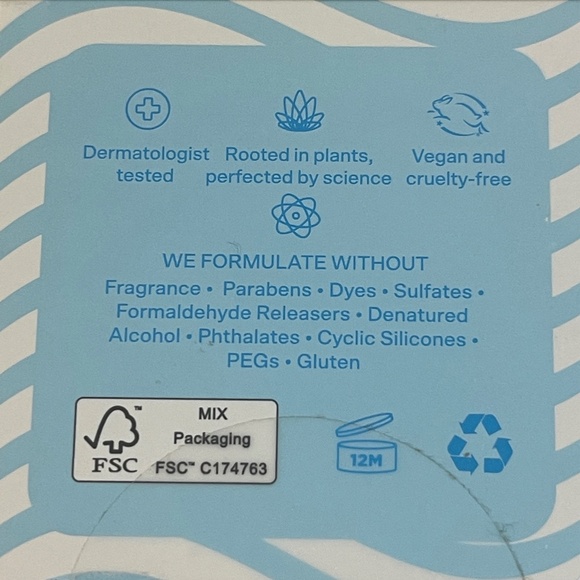 Dermatologist
tested
Rooted in plants,
perfected by science
Vegan and
cruelty-free
WE FORMULATE WITHOUT
Fragrance • Parabens • Dyes • Sulfates •
Formaldehyde Releasers • Denatured
Alcohol • Phthalates • Cyclic Silicones •
PEGs • Gluten
™
FSC
MIX
Packaging
FSC™ C174763
12M